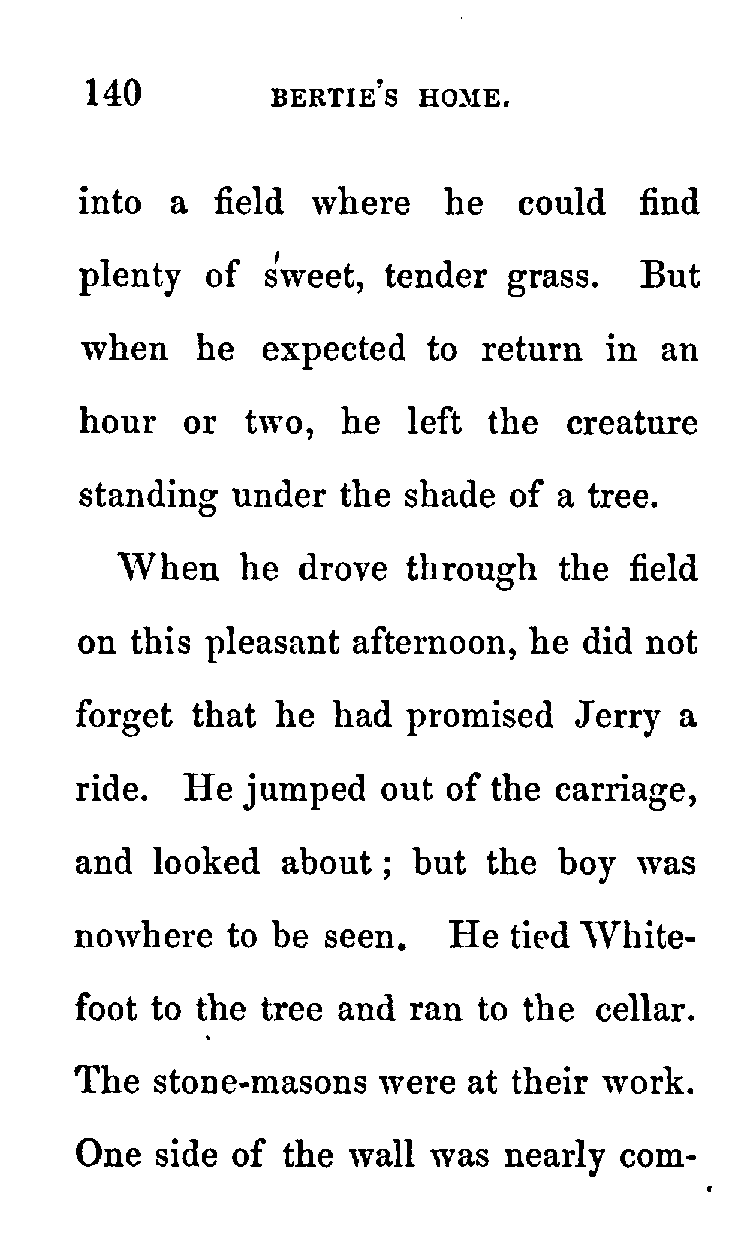 140 BERTIE'S HOME.
into a field where he could find
plenty of sweet, tender grass. But
when he expected to return in an
hour or two, he left the creature
standing under the shade of a tree.
When he drove through the field
on this pleasant afternoon, he did not
forget that he had promised Jerry a
ride. He jumped out of the carriage,
and looked about ; but the boy was
nowhere to be seen. He tied White-
foot to the tree and ran to the cellar.
The stone-masons were at their work.
One side of the wall was nearly com-